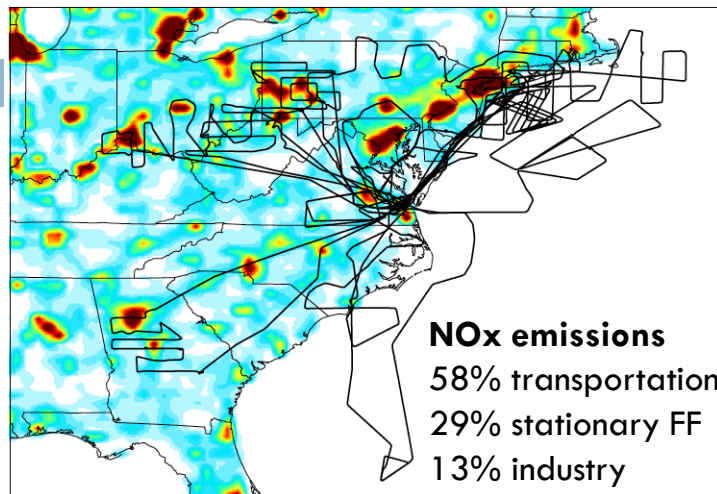 NOx emissions
58% transportation
29% stationary FF
13% industry